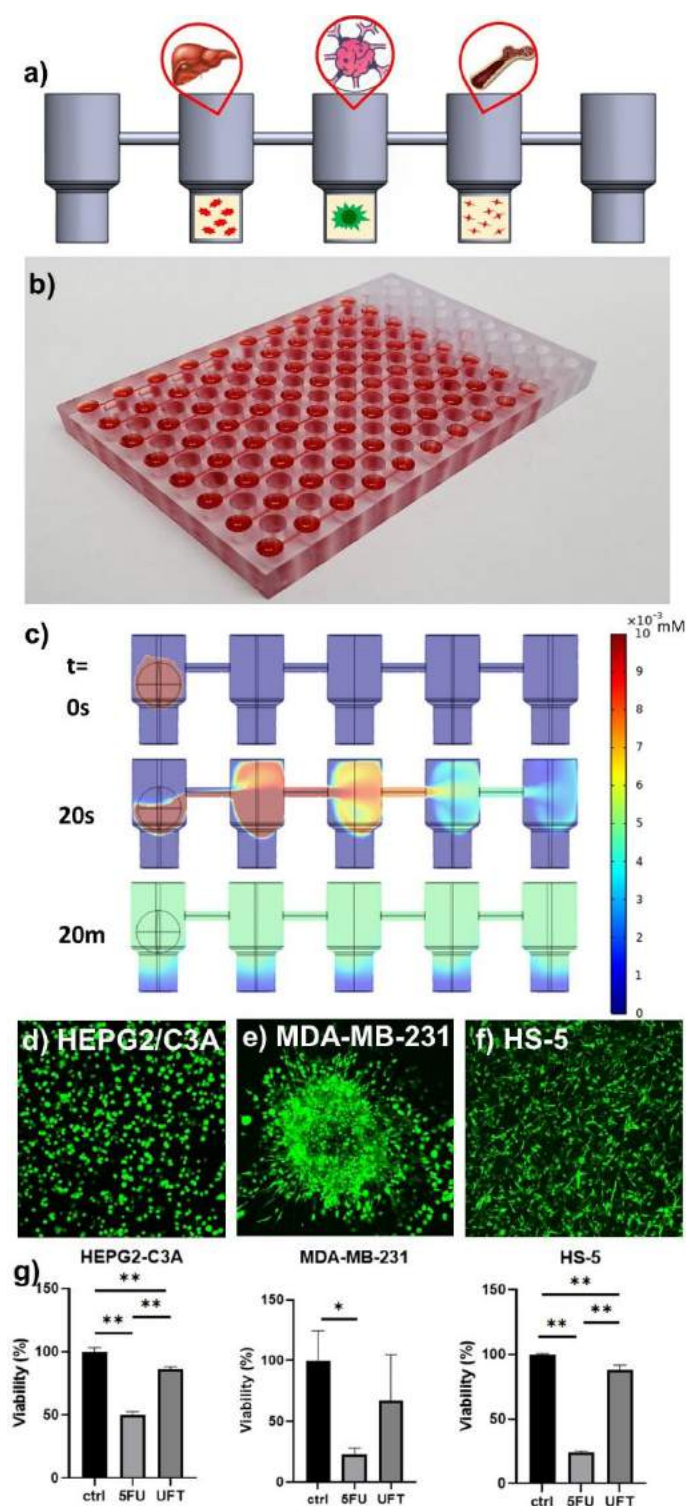 a)
b)
c)
×10⁻³ mM
10
9
8
7
6
5
4
3
2
1
0
t=
0s
20s
20m
d) HEPG2/C3A
e) MDA-MB-231
f) HS-5
g)
HEPG2-C3A
**
**
**
150
100
50
0
Viability (%)
ctrl 5FU UFT
MDA-MB-231
*
150
100
50
0
Viability (%)
ctrl 5FU UFT
HS-5
**
**
**
150
100
50
0
Viability (%)
ctrl 5FU UFT